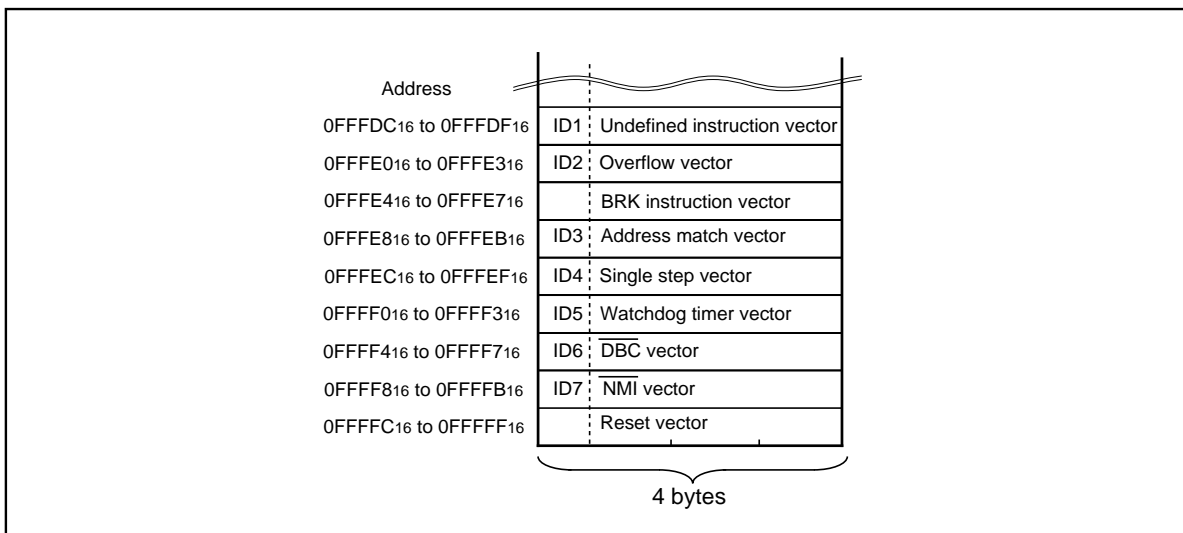 Address
0FFFDC16 to 0FFFDF16 ID1 Undefined instruction vector
0FFFE016 to 0FFFE316 ID2 Overflow vector
0FFFE416 to 0FFFE716 BRK instruction vector
0FFFE816 to 0FFFEB16 ID3 Address match vector
0FFFEC16 to 0FFFEF16 ID4 Single step vector
0FFFF016 to 0FFFF316 ID5 Watchdog timer vector
0FFFF416 to 0FFFF716 ID6 DBC vector
0FFFF816 to 0FFFFB16 ID7 NMI vector
0FFFFC16 to 0FFFFF16 Reset vector
4 bytes